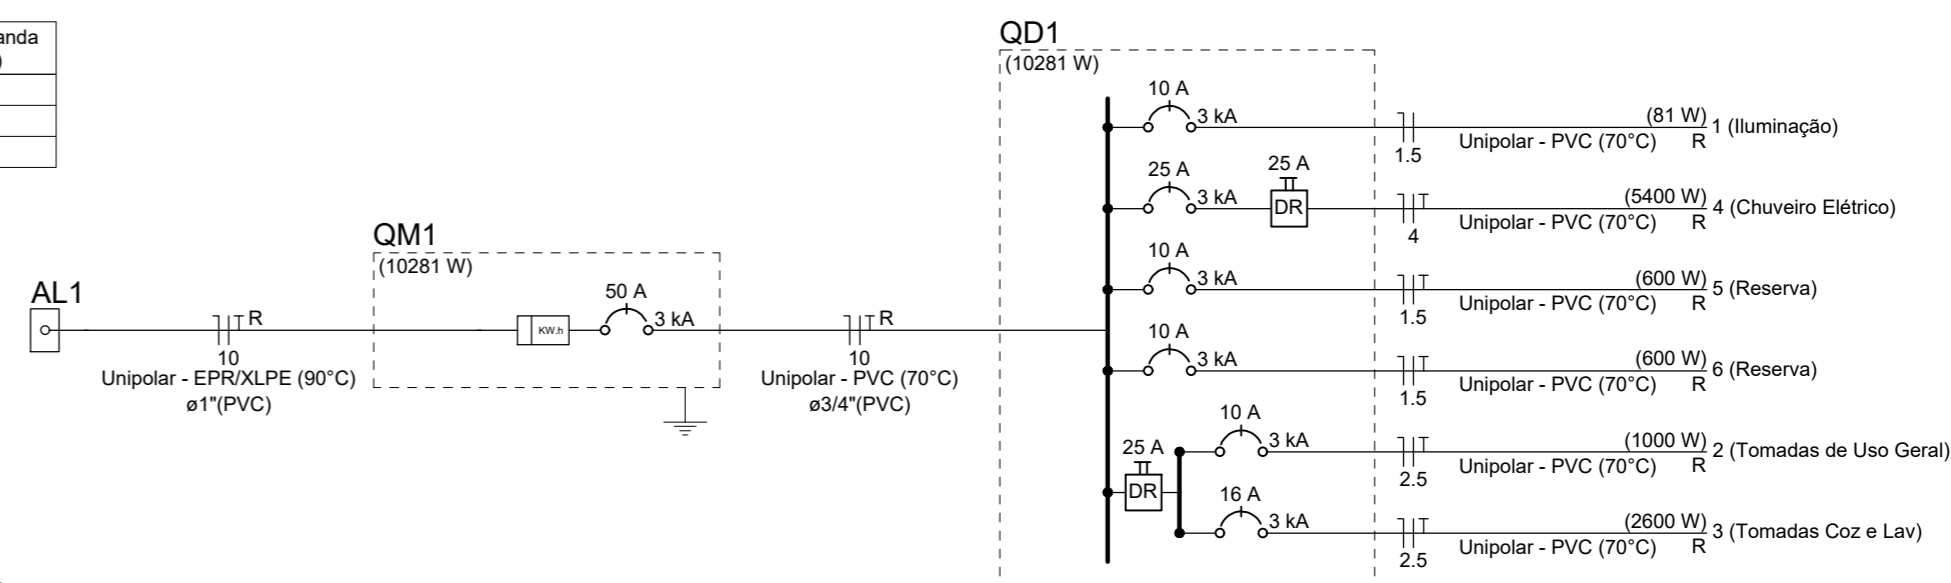 anda
)
AL1
R
10
Unipolar - EPR/XLPE (90°C)
ø1"(PVC)
QM1
(10281 W)
KW.h
50 A
3 kA
R
10
Unipolar - PVC (70°C)
ø3/4"(PVC)
QD1
(10281 W)
10 A
3 kA
1.5
(81 W)
Unipolar - PVC (70°C) R
1 (Iluminação)
25 A
3 kA
25 A
DR
4
(5400 W)
Unipolar - PVC (70°C) R
4 (Chuveiro Elétrico)
10 A
3 kA
1.5
(600 W)
Unipolar - PVC (70°C) R
5 (Reserva)
10 A
3 kA
1.5
(600 W)
Unipolar - PVC (70°C) R
6 (Reserva)
25 A
DR
10 A
3 kA
2.5
(1000 W)
Unipolar - PVC (70°C) R
2 (Tomadas de Uso Geral)
16 A
3 kA
2.5
(2600 W)
Unipolar - PVC (70°C) R
3 (Tomadas Coz e Lav)